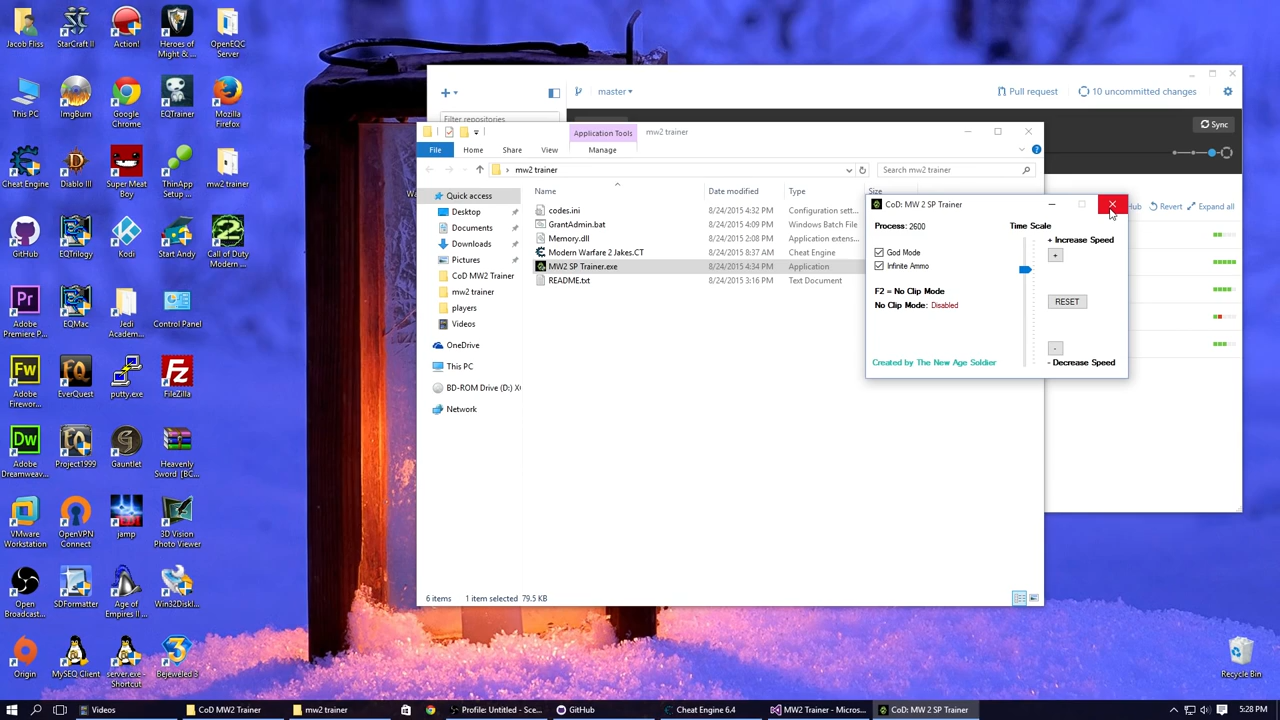 Jacob Fliss
StarCraft II
Action!
Heroes of Might & ...
OpenEQC Server
This PC
ImgBurn
Google Chrome
EQTrainer
Mozilla Firefox
Cheat Engine
Diablo III
Super Meat Boy
ThinApp Setup ...
mw2 trainer
GitHub
EQTrilogy
Kodi
Start Andy
Call of Duty Modern ...
Adobe Premiere P...
EQMac
Jedi Academ...
Control Panel
Adobe Firewor...
EverQuest
putty.exe
FileZilla
Adobe Dreamweav...
Project1999
Gauntlet
Heavenly Sword [BC...
VMware Workstation
OpenVPN Connect
jamp
3D Vision Photo Viewer
Open Broadcast...
SDFormatter
Age of Empires II ...
Win32Diskl...
Origin
MySEQ Client
server.exe - Shortcut
Bejeweled 3
Recycle Bin
master
Pull request
10 uncommitted changes
Filter repositories
Sync
Hub
Revert
Expand all
Application Tools
mw2 trainer
File
Home
Share
View
Manage
mw2 trainer
Search mw2 trainer
Quick access
Desktop
Documents
Downloads
Pictures
CoD MW2 Trainer
mw2 trainer
players
Videos
OneDrive
This PC
BD-ROM Drive (D:) X
Network
Name Date modified Type Size
codes.ini 8/24/2015 4:32 PM Configuration sett...
GrantAdmin.bat 8/24/2015 4:09 PM Windows Batch File
Memory.dll 8/24/2015 2:08 PM Application extens...
Modern Warfare 2 Jakes.CT 8/24/2015 8:37 AM Cheat Engine
MW2 SP Trainer.exe 8/24/2015 4:34 PM Application
README.txt 8/24/2015 3:16 PM Text Document
6 items 1 item selected 79.5 KB
CoD: MW 2 SP Trainer
Process: 2600
Time Scale
+ Increase Speed
+
God Mode
Infinite Ammo
F2 = No Clip Mode
No Clip Mode: Disabled
RESET
-
- Decrease Speed
Created by The New Age Soldier
Videos
CoD MW2 Trainer
mw2 trainer
Profile: Untitled - Sce...
GitHub
Cheat Engine 6.4
MW2 Trainer - Micros...
CoD: MW 2 SP Trainer
5:28 PM